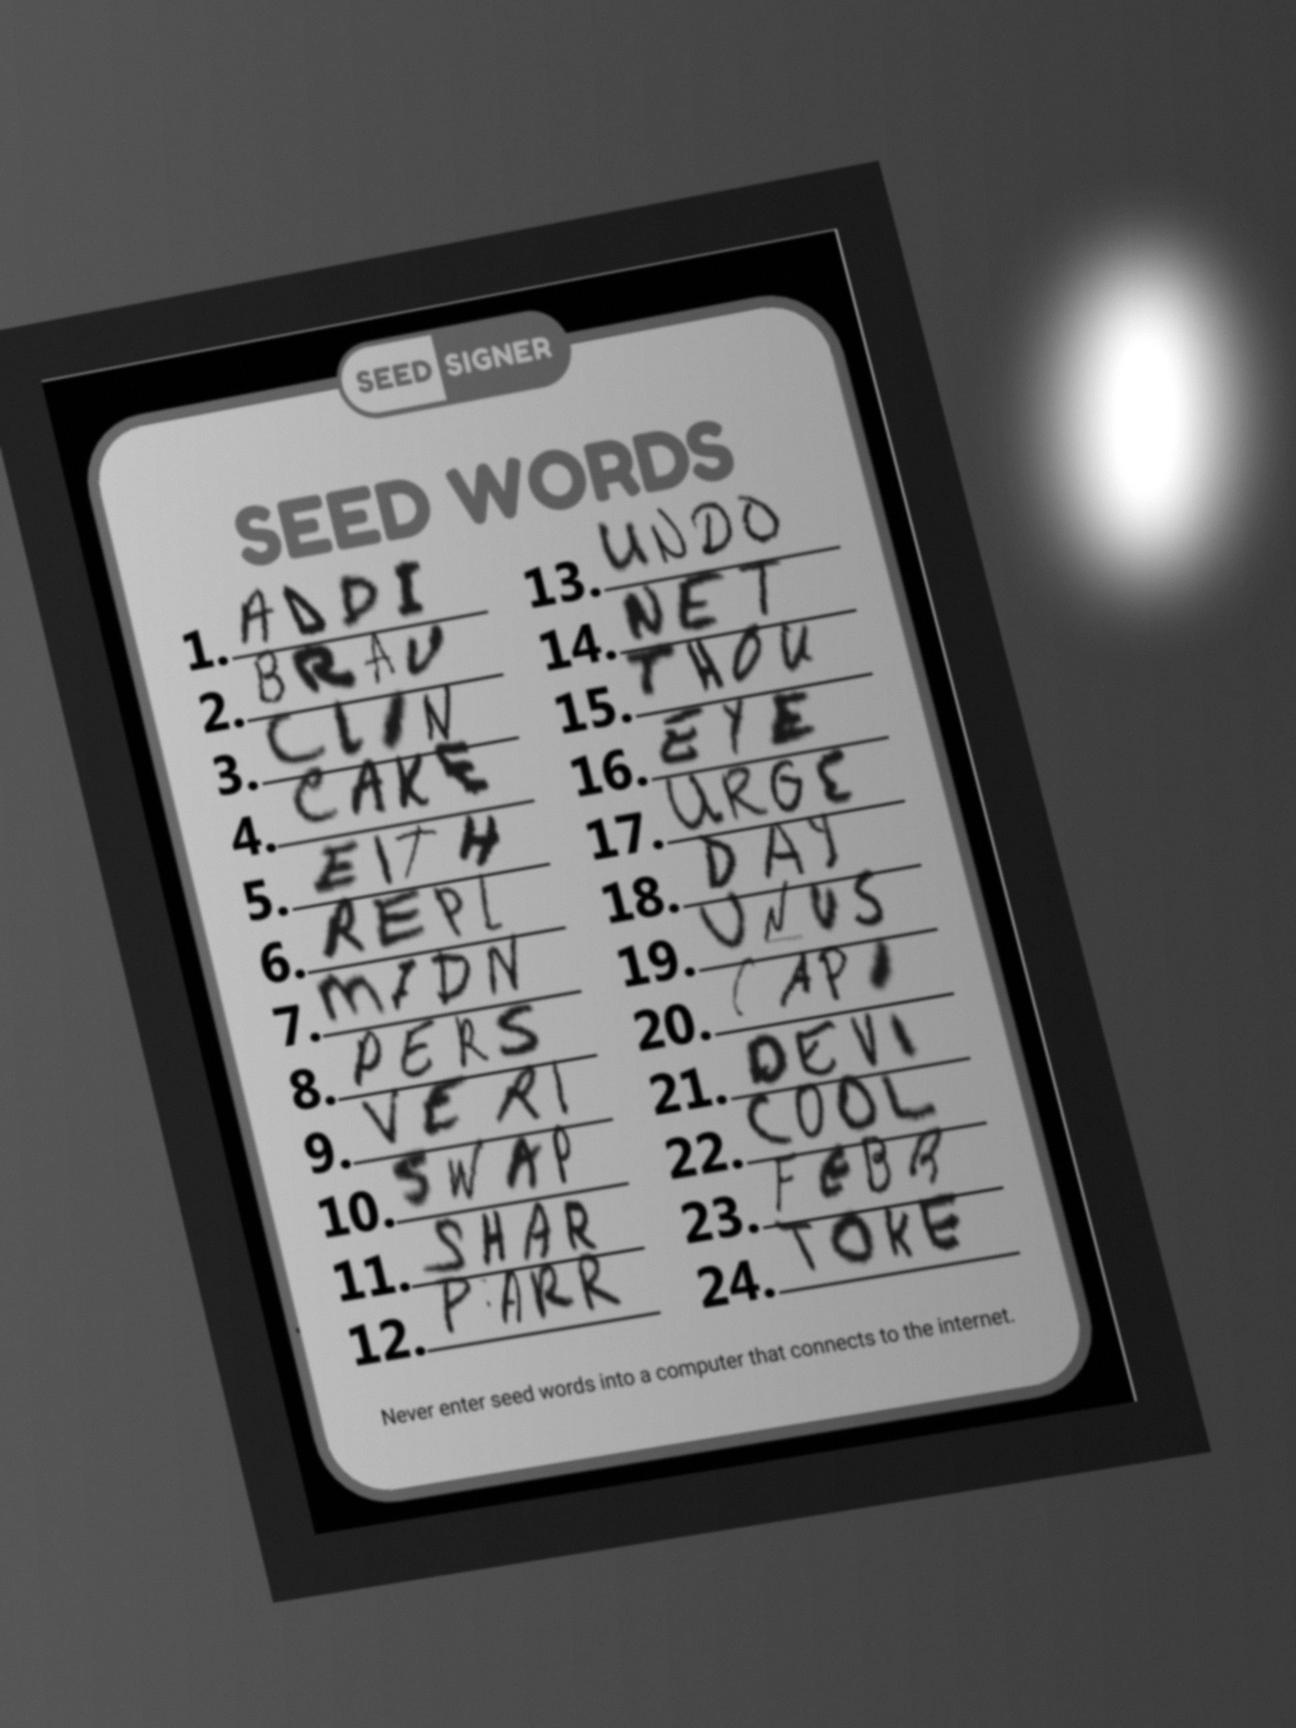 SEED SIGNER
SEED WORDS
1. ADDI
2. BRAV
3. CLIN
4. CAKE
5. EITH
6. REPL
7. MIDN
8. PERS
9. VERI
10. SWAP
11. SHAR
12. PARR
13. UNDO
14. NET
15. THOU
16. EYE
17. URGE
18. DAY
19. UNUS
20. CAPI
21. DEVI
22. COOL
23. FEBR
24. TOKE
Never enter seed words into a computer that connects to the internet.